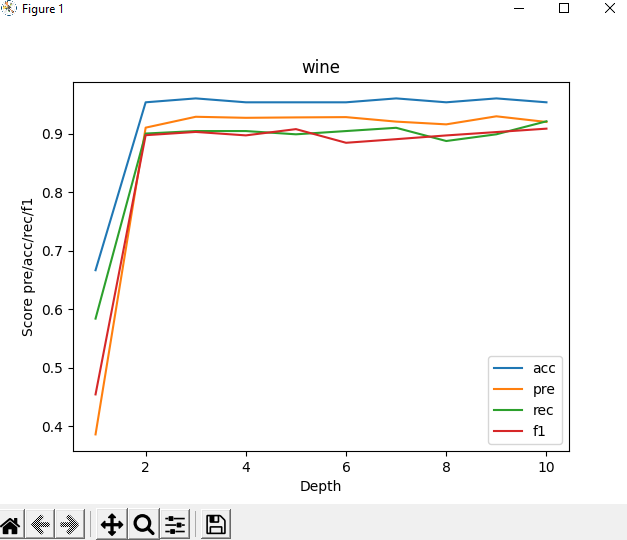 Figure 1
wine
Score pre/acc/rec/f1
0.9
0.8
0.7
0.6
0.5
0.4
2 4 6 8 10
Depth
acc
pre
rec
f1